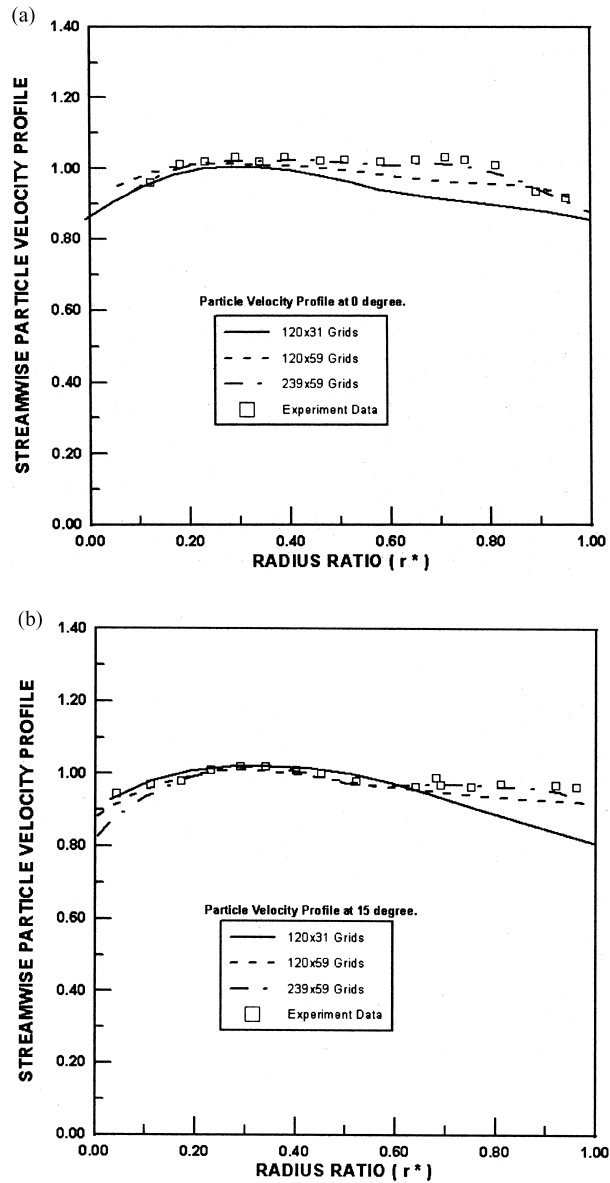 (a)
1.40
1.20
1.00
0.80
0.60
0.40
0.20
0.00
STREAMWISE PARTICLE VELOCITY PROFILE
Particle Velocity Profile at 0 degree.
120x31 Grids
120x59 Grids
239x59 Grids
Experiment Data
0.00 0.20 0.40 0.60 0.80 1.00
RADIUS RATIO ( r * )
(b)
1.40
1.20
1.00
0.80
0.60
0.40
0.20
0.00
STREAMWISE PARTICLE VELOCITY PROFILE
Particle Velocity Profile at 15 degree.
120x31 Grids
120x59 Grids
239x59 Grids
Experiment Data
0.00 0.20 0.40 0.60 0.80 1.00
RADIUS RATIO ( r * )